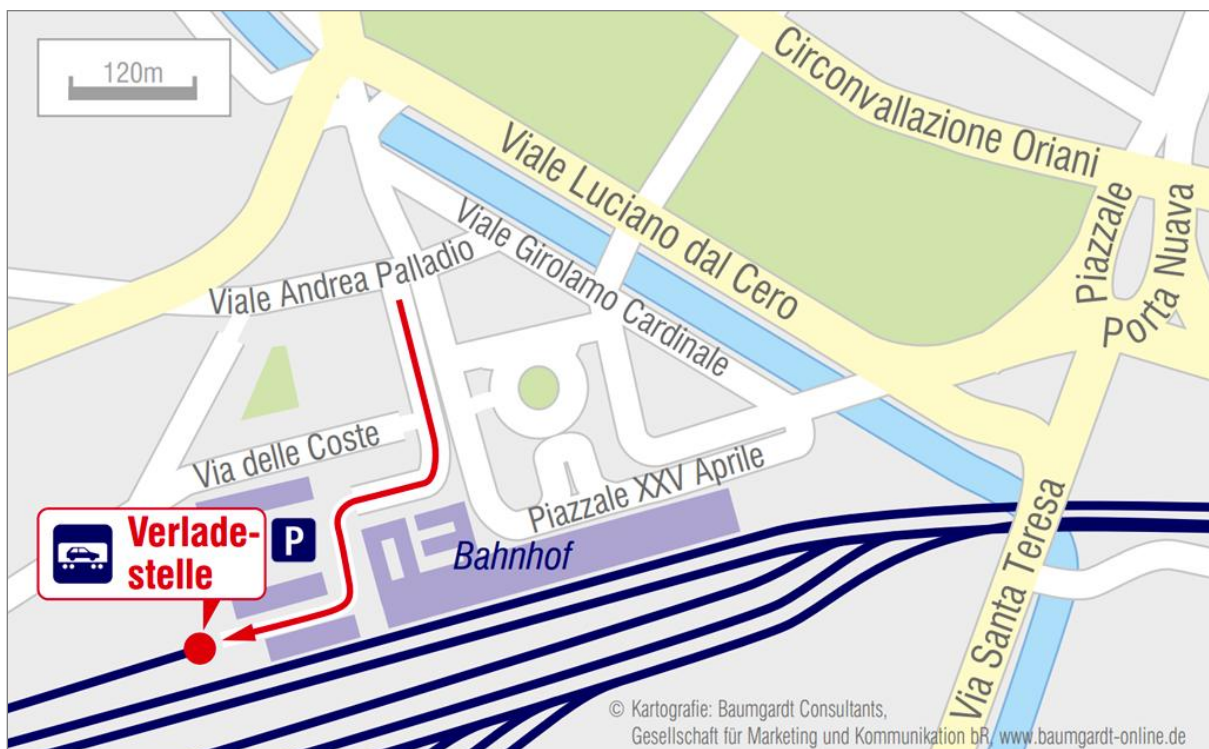 120m
Circonvallazione Oriani
Viale Luciano dal Cero
Piazzale
Porta Nuava
Viale Girolamo Cardinale
Viale Andrea Palladio
Via delle Coste
Piazzale XXV Aprile
Verlade-
stelle
P
Bahnhof
Via Santa Teresa
© Kartografie: Baumgardt Consultants,
Gesellschaft für Marketing und Kommunikation bR, www.baumgardt-online.de